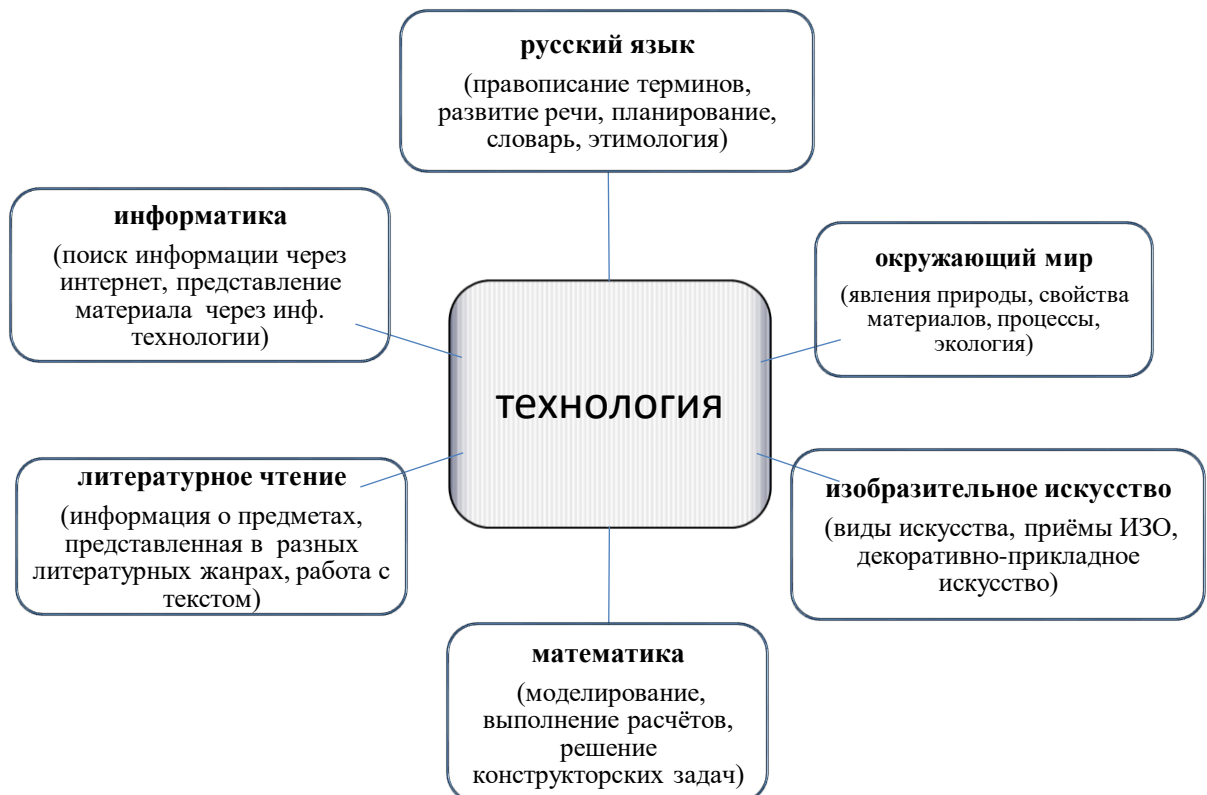 русский язык
(правописание терминов,
развитие речи, планирование,
словарь, этимология)
информатика
(поиск информации через
интернет, представление
материала через инф.
технологии)
окружающий мир
(явления природы, свойства
материалов, процессы,
экология)
технология
литературное чтение
(информация о предметах,
представленная в разных
литературных жанрах, работа с
текстом)
изобразительное искусство
(виды искусства, приёмы ИЗО,
декоративно-прикладное
искусство)
математика
(моделирование,
выполнение расчётов,
решение
конструкторских задач)